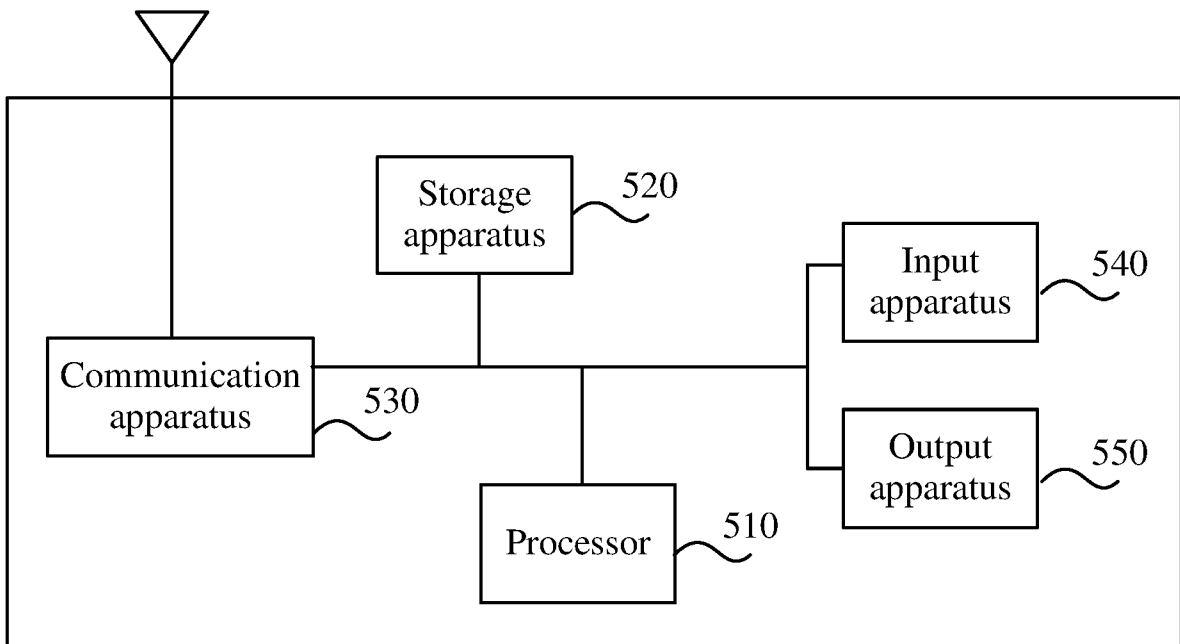 Storage
apparatus
520
Input
apparatus
540
Communication
apparatus
530
Output
apparatus
550
Processor
510